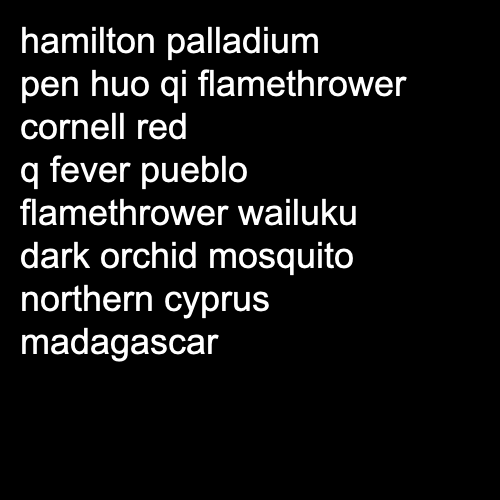 hamilton palladium
pen huo qi flamethrower
cornell red
q fever pueblo
flamethrower wailuku
dark orchid mosquito
northern cyprus
madagascar